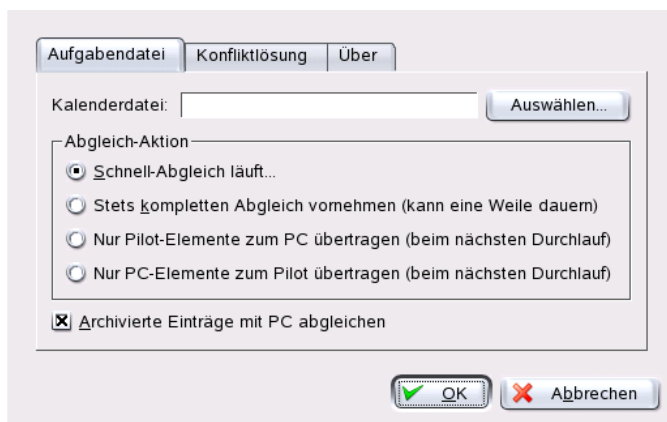 Aufgabendatei Konfliktlösung Über
Kalenderdatei: Auswählen...
Abgleich-Aktion
Schnell-Abgleich läuft...
Stets kompletten Abgleich vornehmen (kann eine Weile dauern)
Nur Pilot-Elemente zum PC übertragen (beim nächsten Durchlauf)
Nur PC-Elemente zum Pilot übertragen (beim nächsten Durchlauf)
Archivierte Einträge mit PC abgleichen
OK Abbrechen